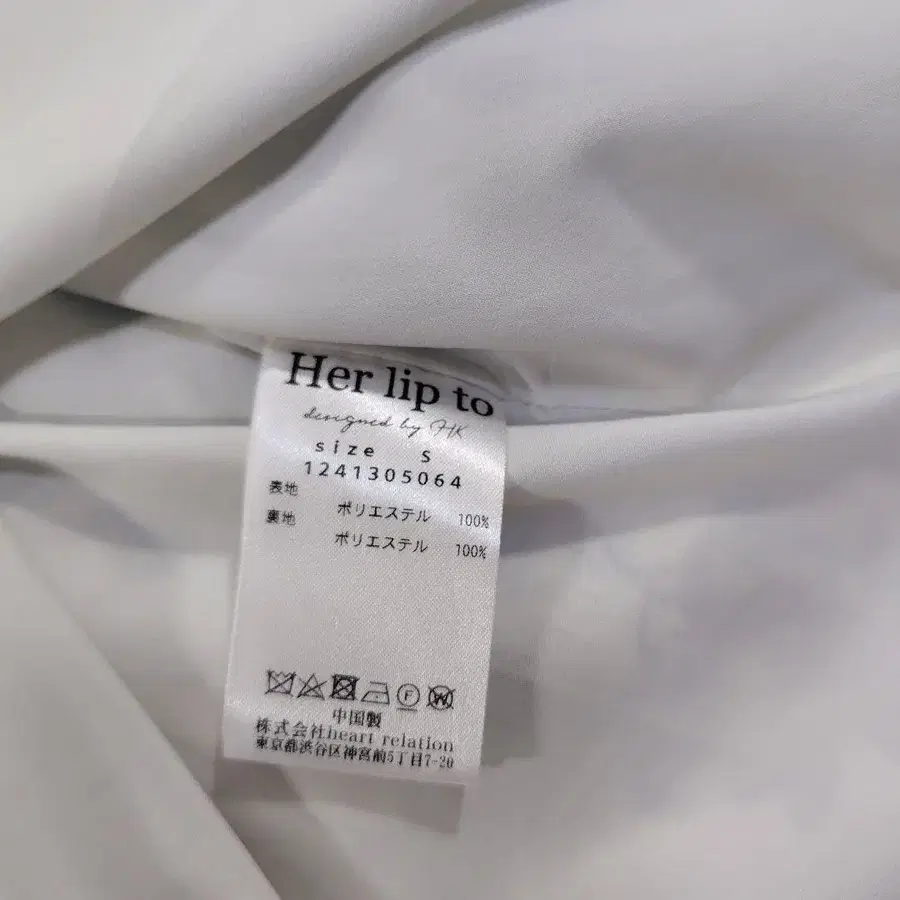 Her lip to
designed by HK
size S
1241305064
表地 ポリエステル 100%
裏地 ポリエステル 100%
F W
中国製
株式会社heart relation
東京都渋谷区神宮前5丁目7-20